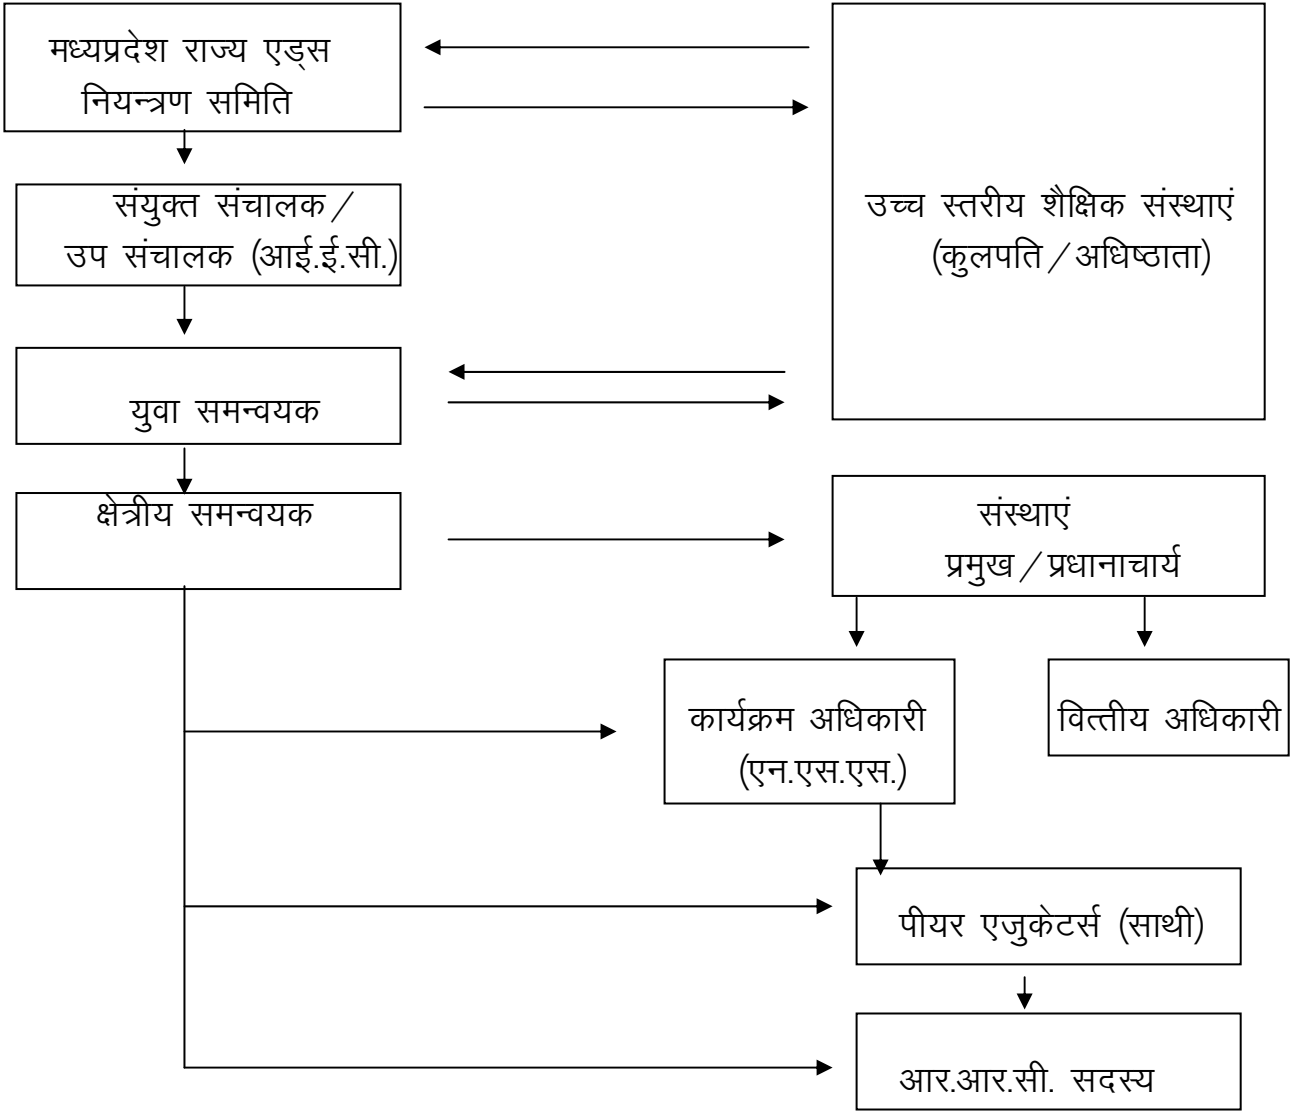 मध्यप्रदेश राज्य एड्स
नियन्त्रण समिति
संयुक्त संचालक /
उप संचालक (आई.ई.सी.)
उच्च स्तरीय शैक्षिक संस्थाएं
(कुलपति / अधिष्ठाता)
युवा समन्वयक
क्षेत्रीय समन्वयक
संस्थाएं
प्रमुख / प्रधानाचार्य
कार्यक्रम अधिकारी
(एन.एस.एस.)
वित्तीय अधिकारी
पीयर एजुकेटर्स (साथी)
आर.आर.सी. सदस्य